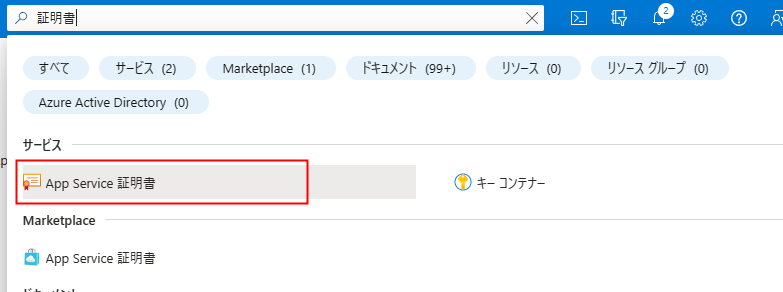 証明書
2
すべて サービス (2) Marketplace (1) ドキュメント (99+) リソース (0) リソース グループ (0)
Azure Active Directory (0)
サービス
App Service 証明書 キー コンテナー
Marketplace
App Service 証明書